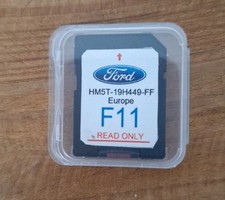 Ford
HM5T-19H449-FF
Europe
F11
READ ONLY